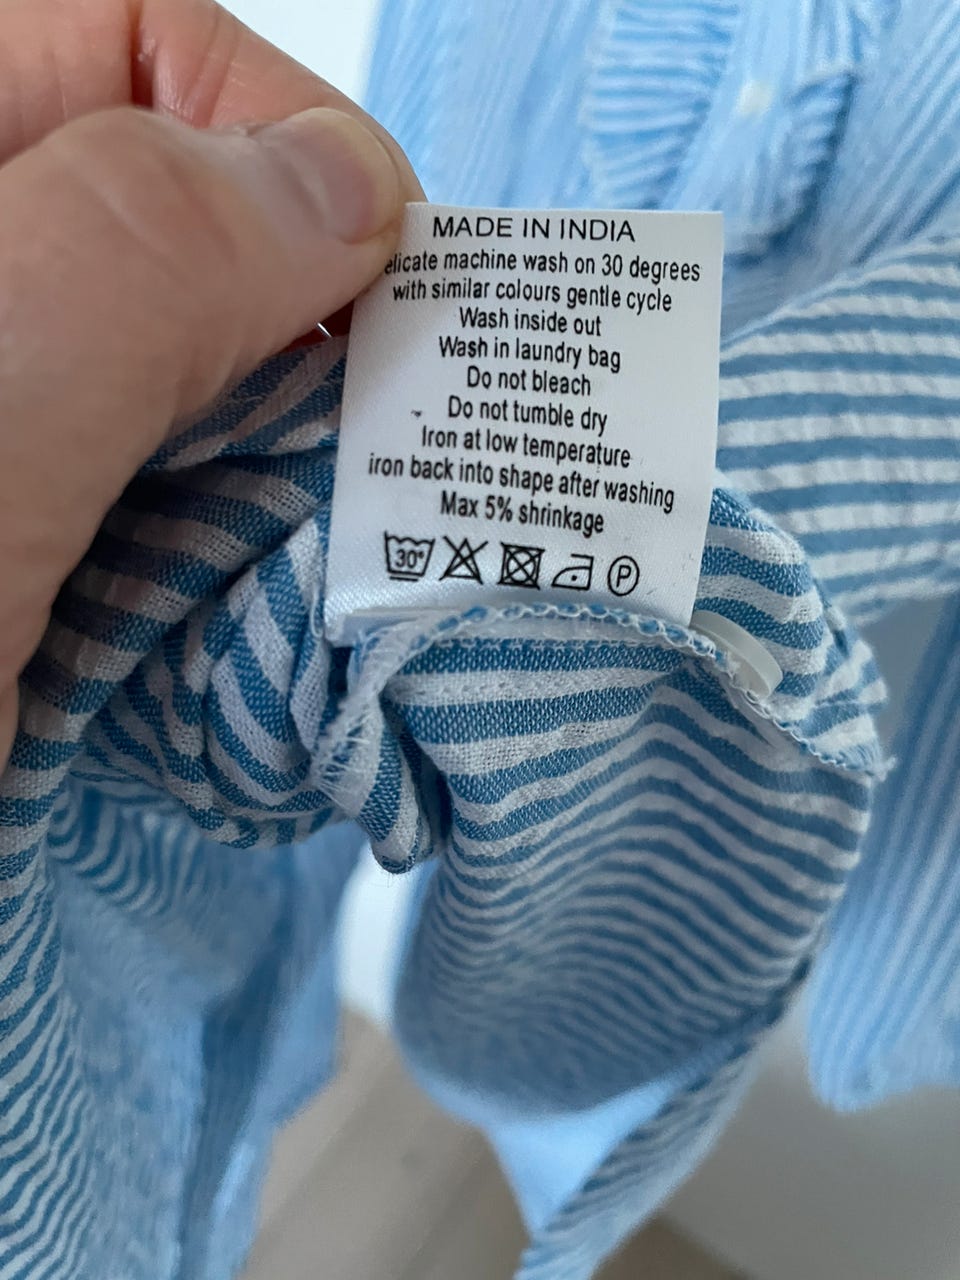 MADE IN INDIA
elicate machine wash on 30 degrees
with similar colours gentle cycle
Wash inside out
Wash in laundry bag
Do not bleach
Do not tumble dry
Iron at low temperature
iron back into shape after washing
Max 5% shrinkage
30° P